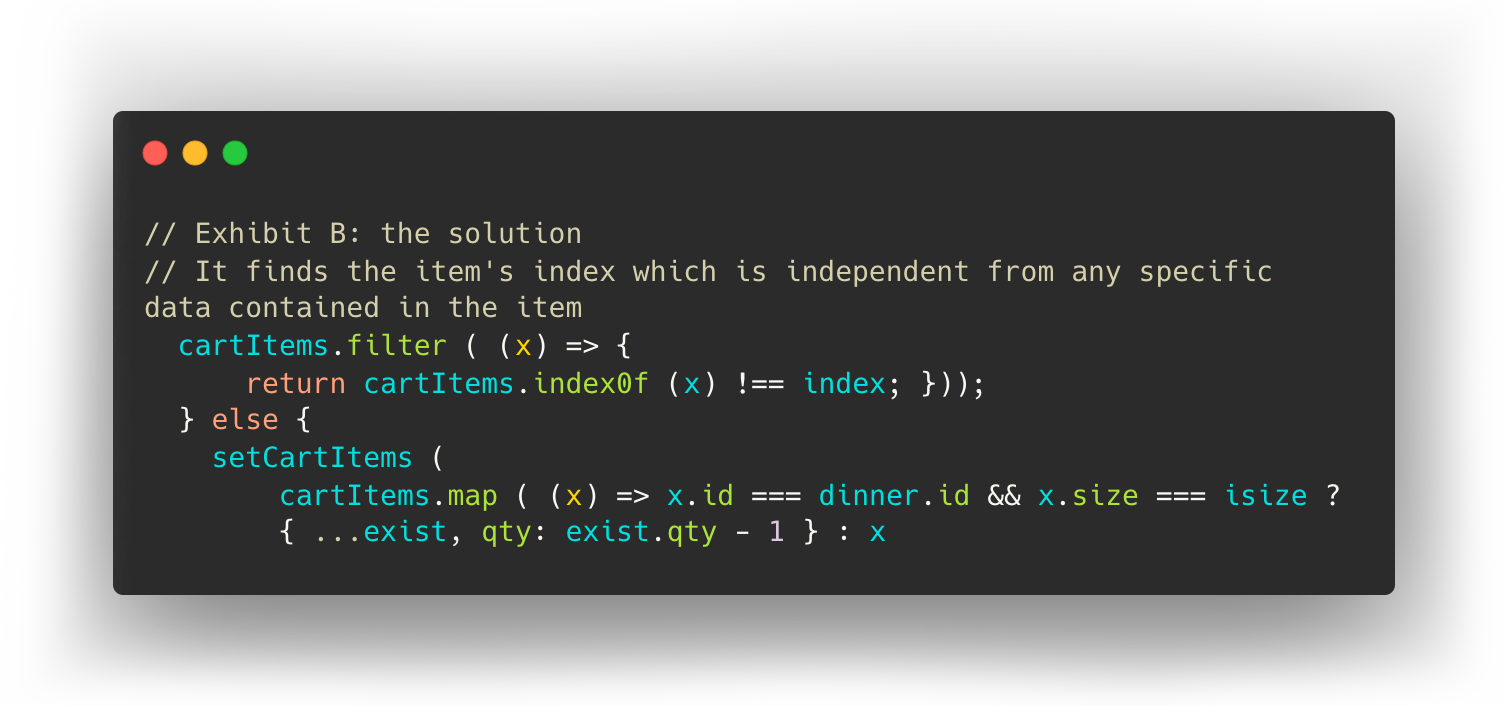 // Exhibit B: the solution
// It finds the item's index which is independent from any specific
data contained in the item
  cartItems.filter ( (x) => {
      return cartItems.index0f (x) !== index; }));
  } else {
    setCartItems (
        cartItems.map ( (x) => x.id === dinner.id && x.size === isize ?
        { ...exist, qty: exist.qty - 1 } : x